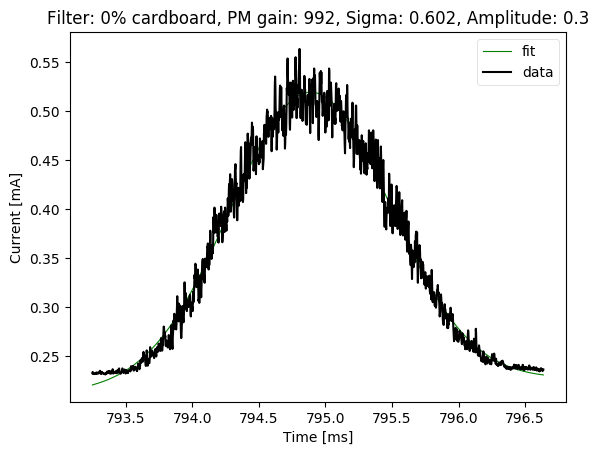 Filter: 0% cardboard, PM gain: 992, Sigma: 0.602, Amplitude: 0.3
fit
data
0.55
0.50
0.45
0.40
0.35
0.30
0.25
Current [mA]
793.5 794.0 794.5 795.0 795.5 796.0 796.5
Time [ms]